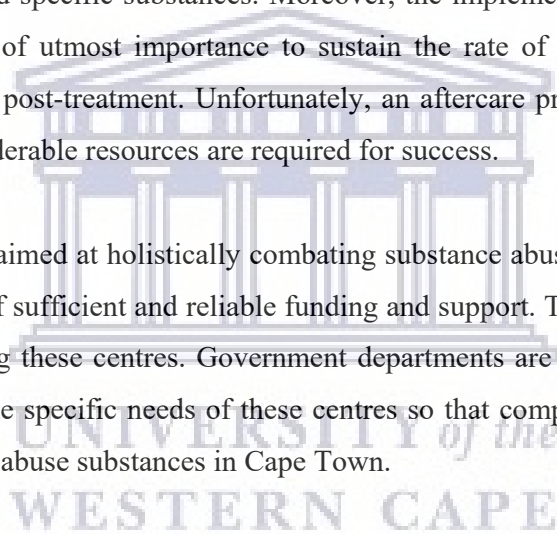 d specific substances. Moreover, the impleme
of utmost importance to sustain the rate of
post-treatment. Unfortunately, an aftercare pr
derable resources are required for success.
aimed at holistically combating substance abus
f sufficient and reliable funding and support. T
g these centres. Government departments are
e specific needs of these centres so that comp
UNIVERSITY of the
abuse substances in Cape Town.
WESTERN CAPE